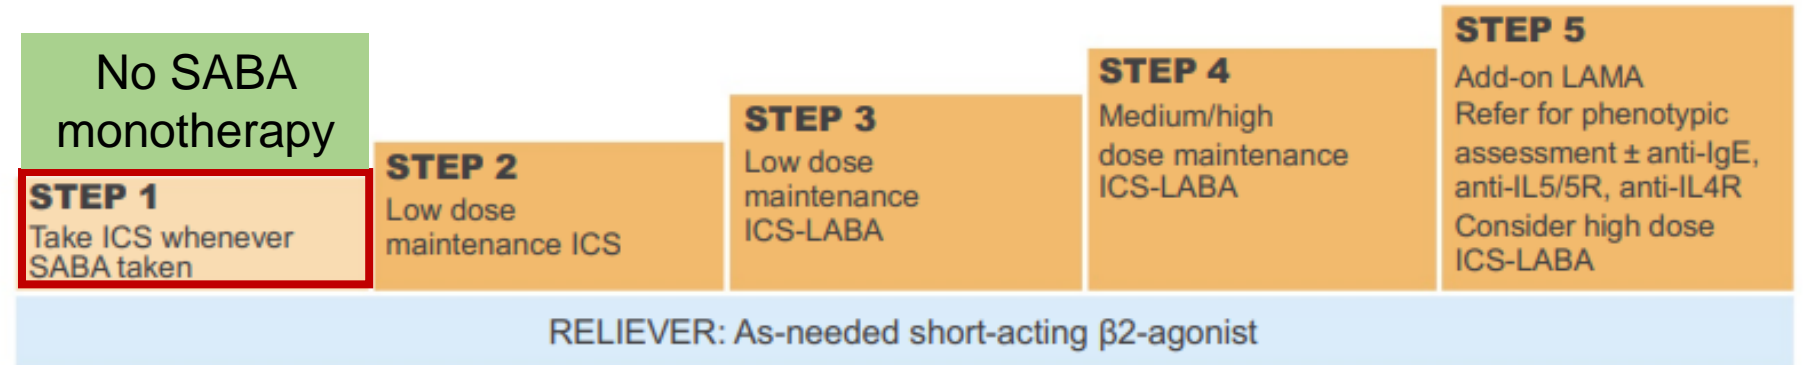 No SABA
monotherapy
STEP 1
Take ICS whenever
SABA taken
STEP 2
Low dose
maintenance ICS
STEP 3
Low dose
maintenance
ICS-LABA
STEP 4
Medium/high
dose maintenance
ICS-LABA
STEP 5
Add-on LAMA
Refer for phenotypic
assessment ± anti-IgE,
anti-IL5/5R, anti-IL4R
Consider high dose
ICS-LABA
RELIEVER: As-needed short-acting β2-agonist